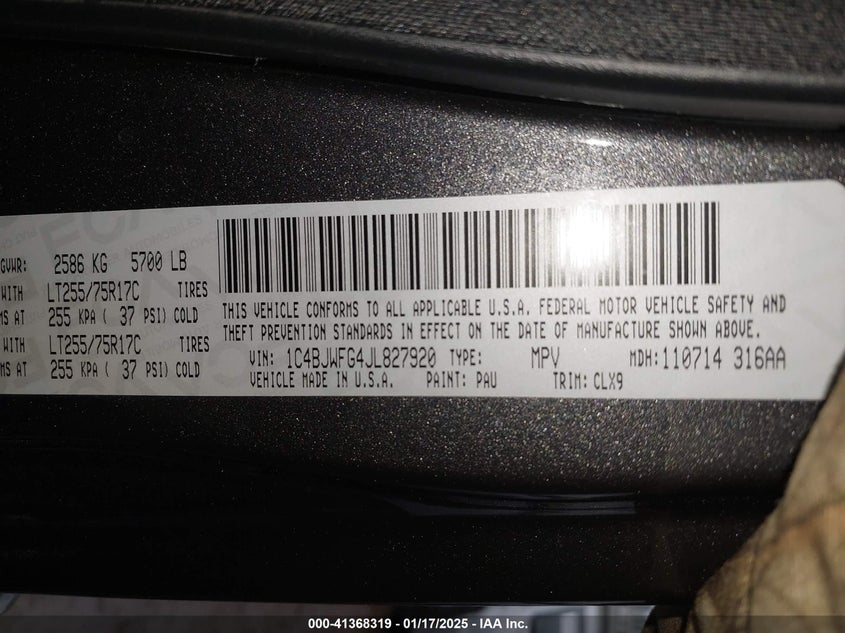 GVWR: 2586 KG 5700 LB
WITH LT255/75R17C TIRES
MS AT 255 KPA ( 37 PSI) COLD
WITH LT255/75R17C TIRES
MS AT 255 KPA ( 37 PSI) COLD
THIS VEHICLE CONFORMS TO ALL APPLICABLE U.S.A. FEDERAL MOTOR VEHICLE SAFETY AND
THEFT PREVENTION STANDARDS IN EFFECT ON THE DATE OF MANUFACTURE SHOWN ABOVE.
VIN: 1C4BJWFG4JL827920 TYPE: MPV MDH: 110714 316AA
VEHICLE MADE IN U.S.A. PAINT: PAU TRIM: CLX9
000-41368319 - 01/17/2025 - IAA Inc.